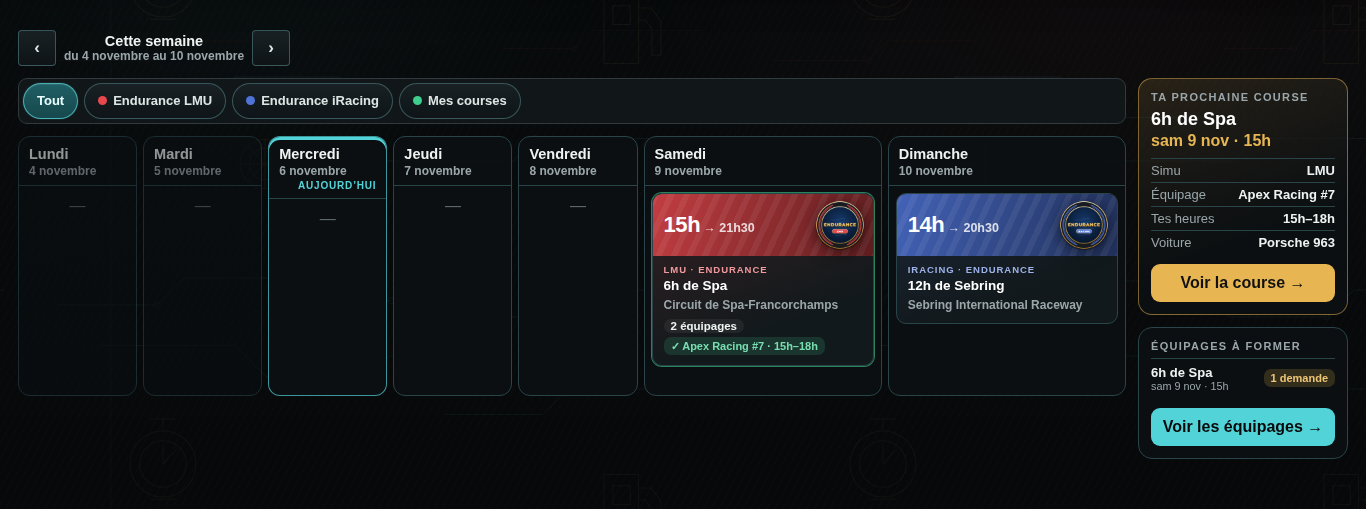 ‹
Cette semaine
du 4 novembre au 10 novembre
›
Tout
Endurance LMU
Endurance iRacing
Mes courses
Lundi
4 novembre
—
Mardi
5 novembre
—
Mercredi
6 novembre
AUJOURD'HUI
—
Jeudi
7 novembre
—
Vendredi
8 novembre
—
Samedi
9 novembre
15h → 21h30
ENDURANCE
LMU · ENDURANCE
6h de Spa
Circuit de Spa-Francorchamps
2 équipages
✓ Apex Racing #7 · 15h–18h
Dimanche
10 novembre
14h → 20h30
ENDURANCE
IRACING · ENDURANCE
12h de Sebring
Sebring International Raceway
TA PROCHAINE COURSE
6h de Spa
sam 9 nov · 15h
Simu LMU
Équipage Apex Racing #7
Tes heures 15h–18h
Voiture Porsche 963
Voir la course →
ÉQUIPAGES À FORMER
6h de Spa
sam 9 nov · 15h
1 demande
Voir les équipages →